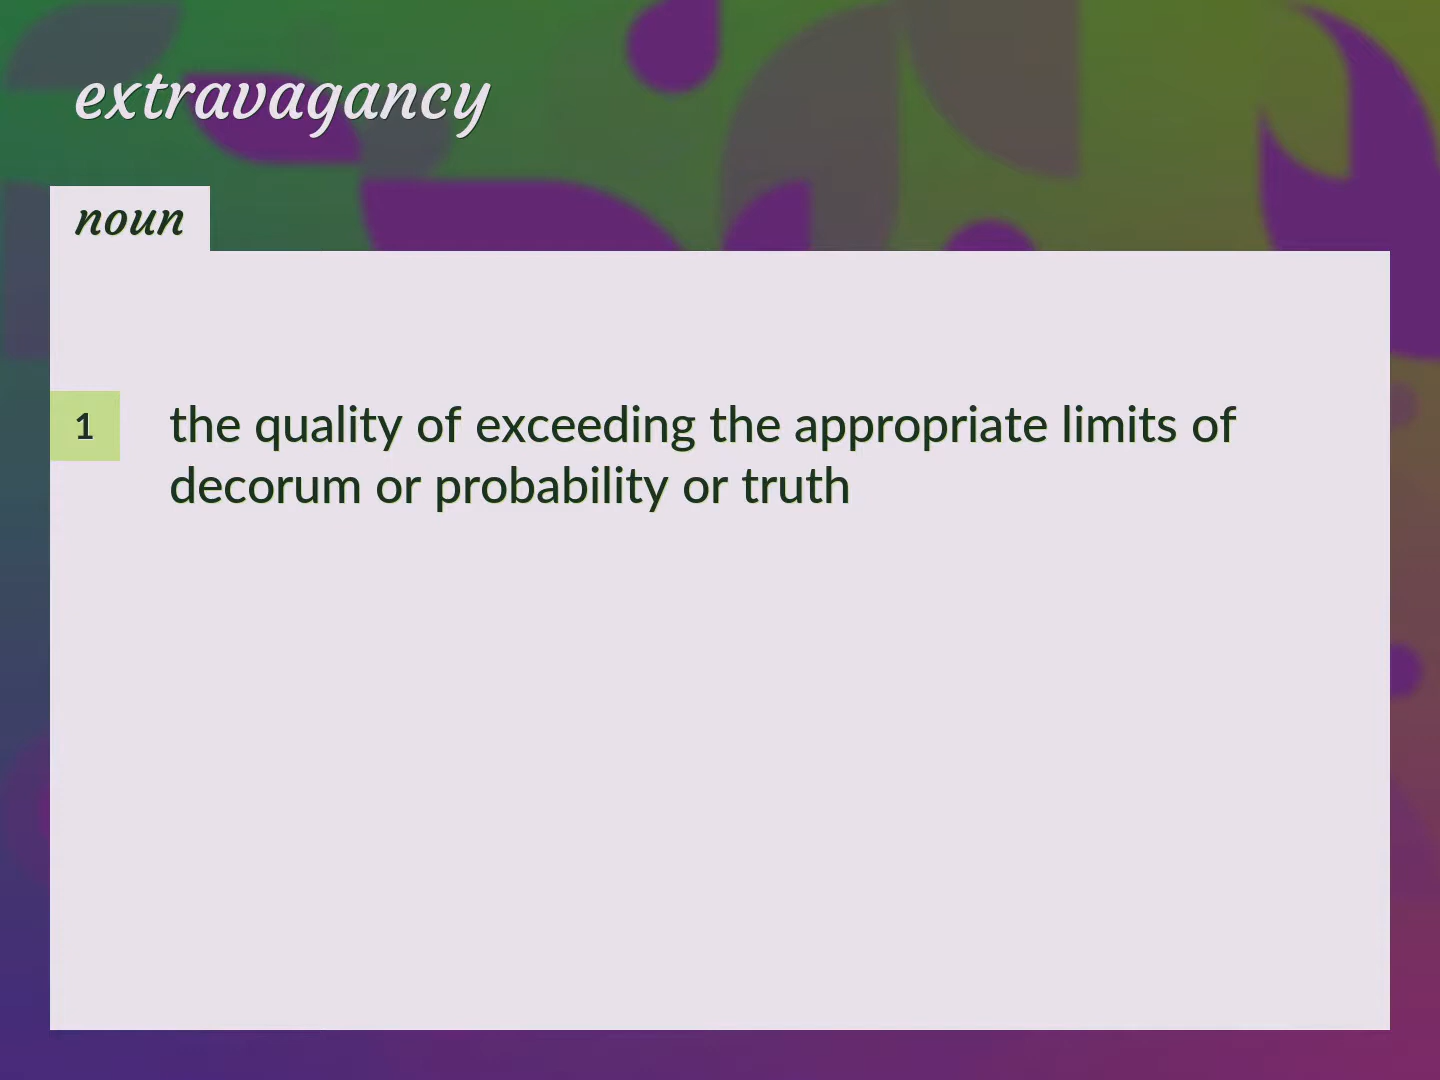 extravagancy
noun
1 the quality of exceeding the appropriate limits of
decorum or probability or truth